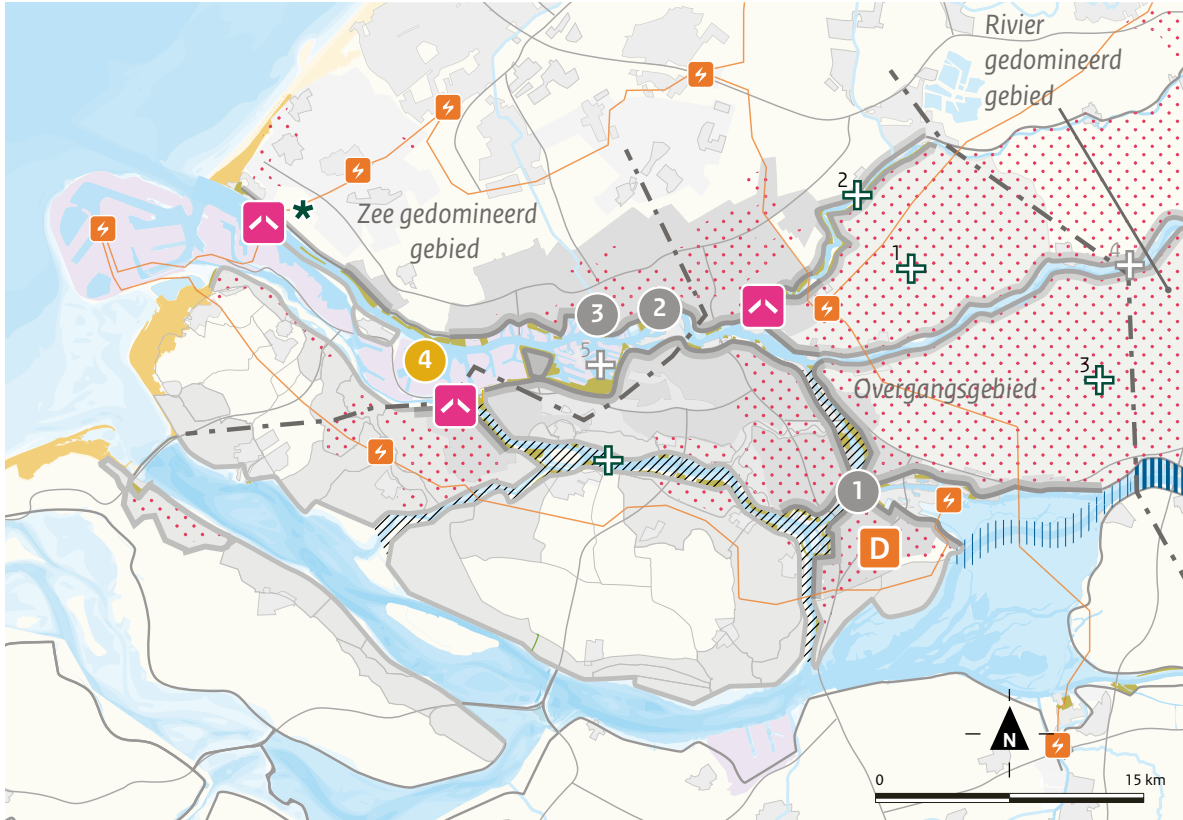 Rivier
gedomineerd
gebied
2
*
Zee gedomineerd
gebied
1
4
3
2
5
4
3
Overgangsgebied
1
D
N
0
15 km